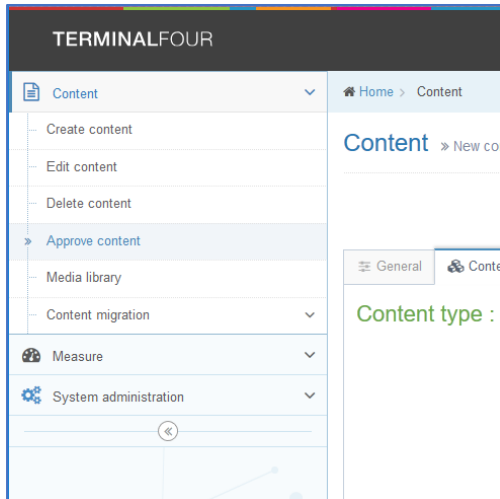 TERMINALFOUR
Content
Create content
Edit content
Delete content
Approve content
Media library
Content migration
Measure
System administration
Home > Content
Content » New co
General Conte
Content type :